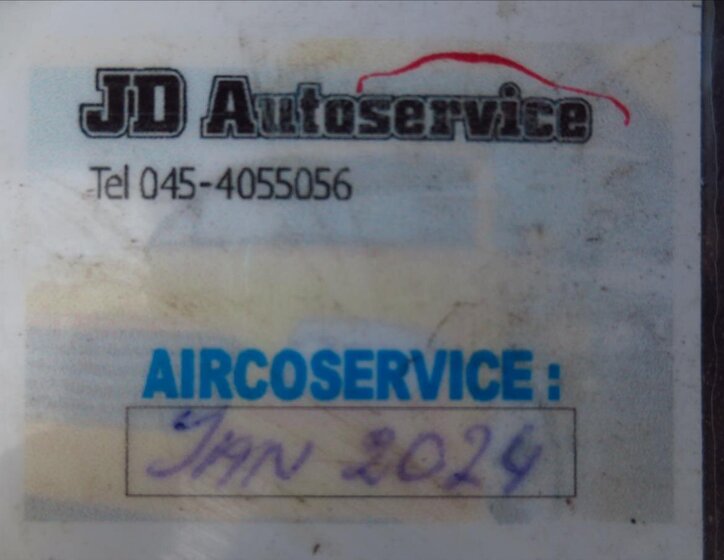 JD Autoservice
Tel 045-4055056
AIRCOSERVICE:
JAN 2024